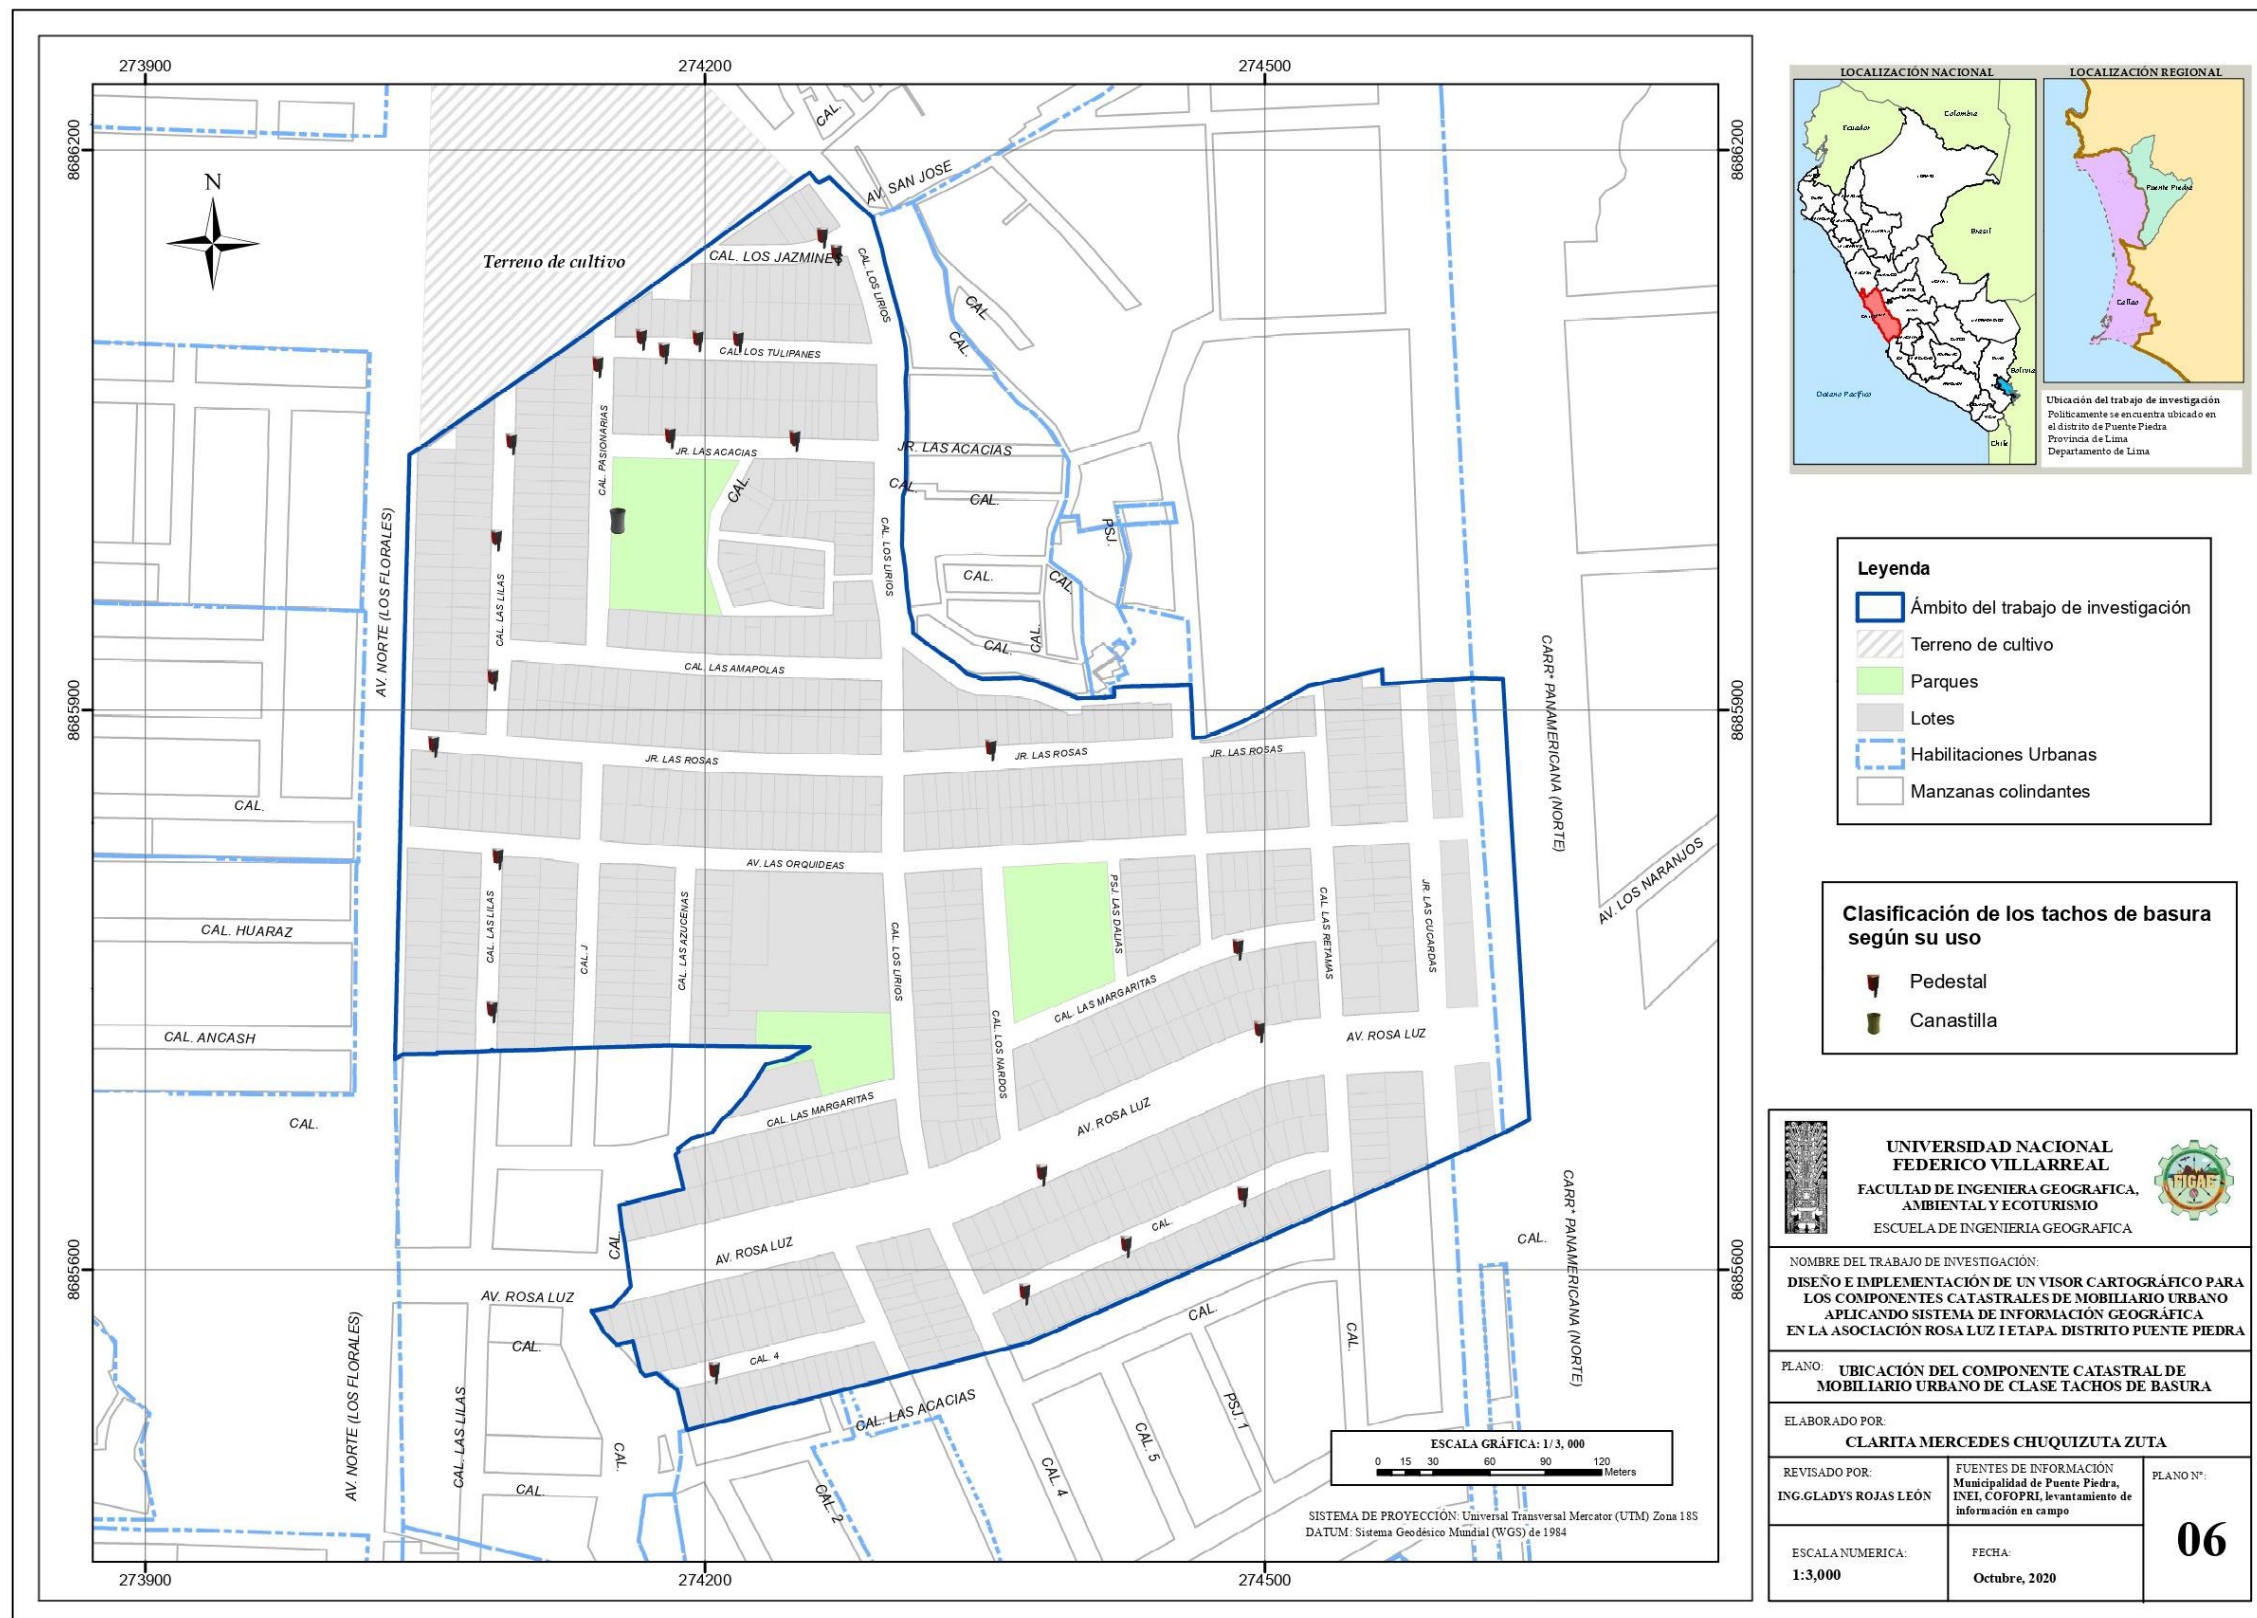 273900
274200
274500
LOCALIZACIÓN NACIONAL
LOCALIZACIÓN REGIONAL
8686200
8686200
CAL.
AV. SAN JOSE
N
Terreno de cultivo
CAL. LOS JAZMINES
CAL. LOS LIRIOS
CAL
CAL.
CAL. LOS TULIPANES
CAL. PASIONARIAS
JR. LAS ACACIAS
JR. LAS ACACIAS
CAL.
CAL.
CAL.
CAL. LOS LIRIOS
PSJ.
AV. NORTE (LOS FLORALES)
CAL. LAS LILAS
CAL.
CAL.
CAL.
CAL.
CAL. LAS AMAPOLAS
CARR* PANAMERICANA (NORTE)
8685900
8685900
JR. LAS ROSAS
JR. LAS ROSAS
JR. LAS ROSAS
CAL.
AV. LAS ORQUIDEAS
CAL. HUARAZ
CAL. LAS LILAS
CAL. J
CAL. LAS AZUCENAS
CAL. LOS LIRIOS
PSJ. LAS DALIAS
CAL. LAS RETAMAS
JR. LAS CUCARDAS
AV. LOS NARANJOS
CAL. LAS MARGARITAS
CAL. LOS NARDOS
CAL. ANCASH
AV. ROSA LUZ
CAL.
CAL. LAS MARGARITAS
AV. ROSA LUZ
CAL.
AV. ROSA LUZ
CAL.
CAL.
CARR* PANAMERICANA (NORTE)
8685600
8685600
AV. ROSA LUZ
CAL.
CAL. 4
CAL.
CAL.
AV. NORTE (LOS FLORALES)
CAL. LAS LILAS
CAL.
CAL.
CAL. LAS ACACIAS
CAL. 2
CAL. 4
CAL. 5
PSJ. 1
ESCALA GRÁFICA: 1/ 3, 000
0 15 30 60 90 120
Meters
SISTEMA DE PROYECCIÓN: Universal Transversal Mercator (UTM) Zona 18S
DATUM: Sistema Geodésico Mundial (WGS) de 1984
273900
274200
274500
Ecuador
Colombia
Brasil
Bolivia
Chile
Océano Pacífico
Puente Piedra
Callao
Ubicación del trabajo de investigación
Políticamente se encuentra ubicado en
el distrito de Puente Piedra
Provincia de Lima
Departamento de Lima
Leyenda
Ámbito del trabajo de investigación
Terreno de cultivo
Parques
Lotes
Habilitaciones Urbanas
Manzanas colindantes
Clasificación de los tachos de basura
según su uso
Pedestal
Canastilla
UNIVERSIDAD NACIONAL
FEDERICO VILLARREAL
FACULTAD DE INGENIERA GEOGRAFICA,
AMBIENTAL Y ECOTURISMO
ESCUELA DE INGENIERIA GEOGRAFICA
FIGAE
NOMBRE DEL TRABAJO DE INVESTIGACIÓN:
DISEÑO E IMPLEMENTACIÓN DE UN VISOR CARTOGRÁFICO PARA
LOS COMPONENTES CATASTRALES DE MOBILIARIO URBANO
APLICANDO SISTEMA DE INFORMACIÓN GEOGRÁFICA
EN LA ASOCIACIÓN ROSA LUZ I ETAPA. DISTRITO PUENTE PIEDRA
PLANO: UBICACIÓN DEL COMPONENTE CATASTRAL DE
MOBILIARIO URBANO DE CLASE TACHOS DE BASURA
ELABORADO POR:
CLARITA MERCEDES CHUQUIZUTA ZUTA
REVISADO POR:
ING.GLADYS ROJAS LEÓN
FUENTES DE INFORMACIÓN
Municipalidad de Puente Piedra,
INEI, COFOPRI, levantamiento de
información en campo
PLANO N°:
06
ESCALA NUMERICA:
1:3,000
FECHA:
Octubre, 2020